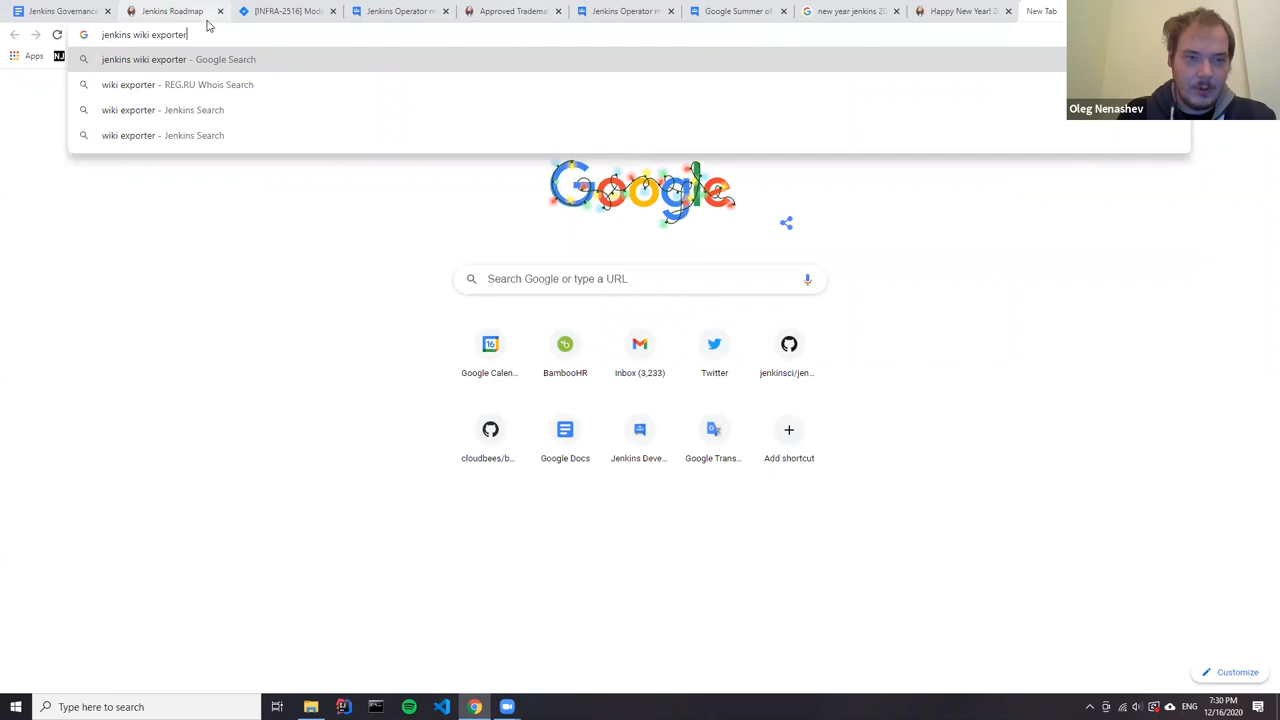 Jenkins Governance
Jenkins Roadmap
[INFRA-2516] Mod
Jenkins Operator m
Approved Tradema
Jenkins Operator m
Google Summer of
new year jenkins 20
Happy New Year! 2
New Tab
jenkins wiki exporter
Apps
NJ
jenkins wiki exporter - Google Search
wiki exporter - REG.RU Whois Search
wiki exporter - Jenkins Search
wiki exporter - Jenkins Search
Oleg Nenashev
Google
Search Google or type a URL
16
Google Calen...
BambooHR
Inbox (3,233)
Twitter
jenkinsci/jen...
cloudbees/b...
Google Docs
Jenkins Deve...
Google Trans...
Add shortcut
Customize
Type here to search
ENG
7:30 PM
12/16/2020